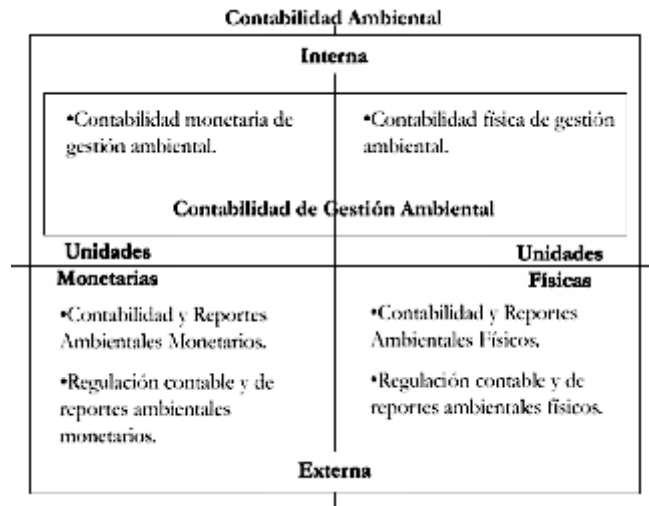 Contabilidad Ambiental
Interna
•Contabilidad monetaria de
gestión ambiental.
•Contabilidad física de gestión
ambiental.
Contabilidad de Gestión Ambiental
Unidades
Monetarias
Unidades
Físicas
•Contabilidad y Reportes
Ambientales Monetarios.
•Regulación contable y de
reportes ambientales
monetarios.
•Contabilidad y Reportes
Ambientales Físicos.
•Regulación contable y de
reportes ambientales físicos.
Externa